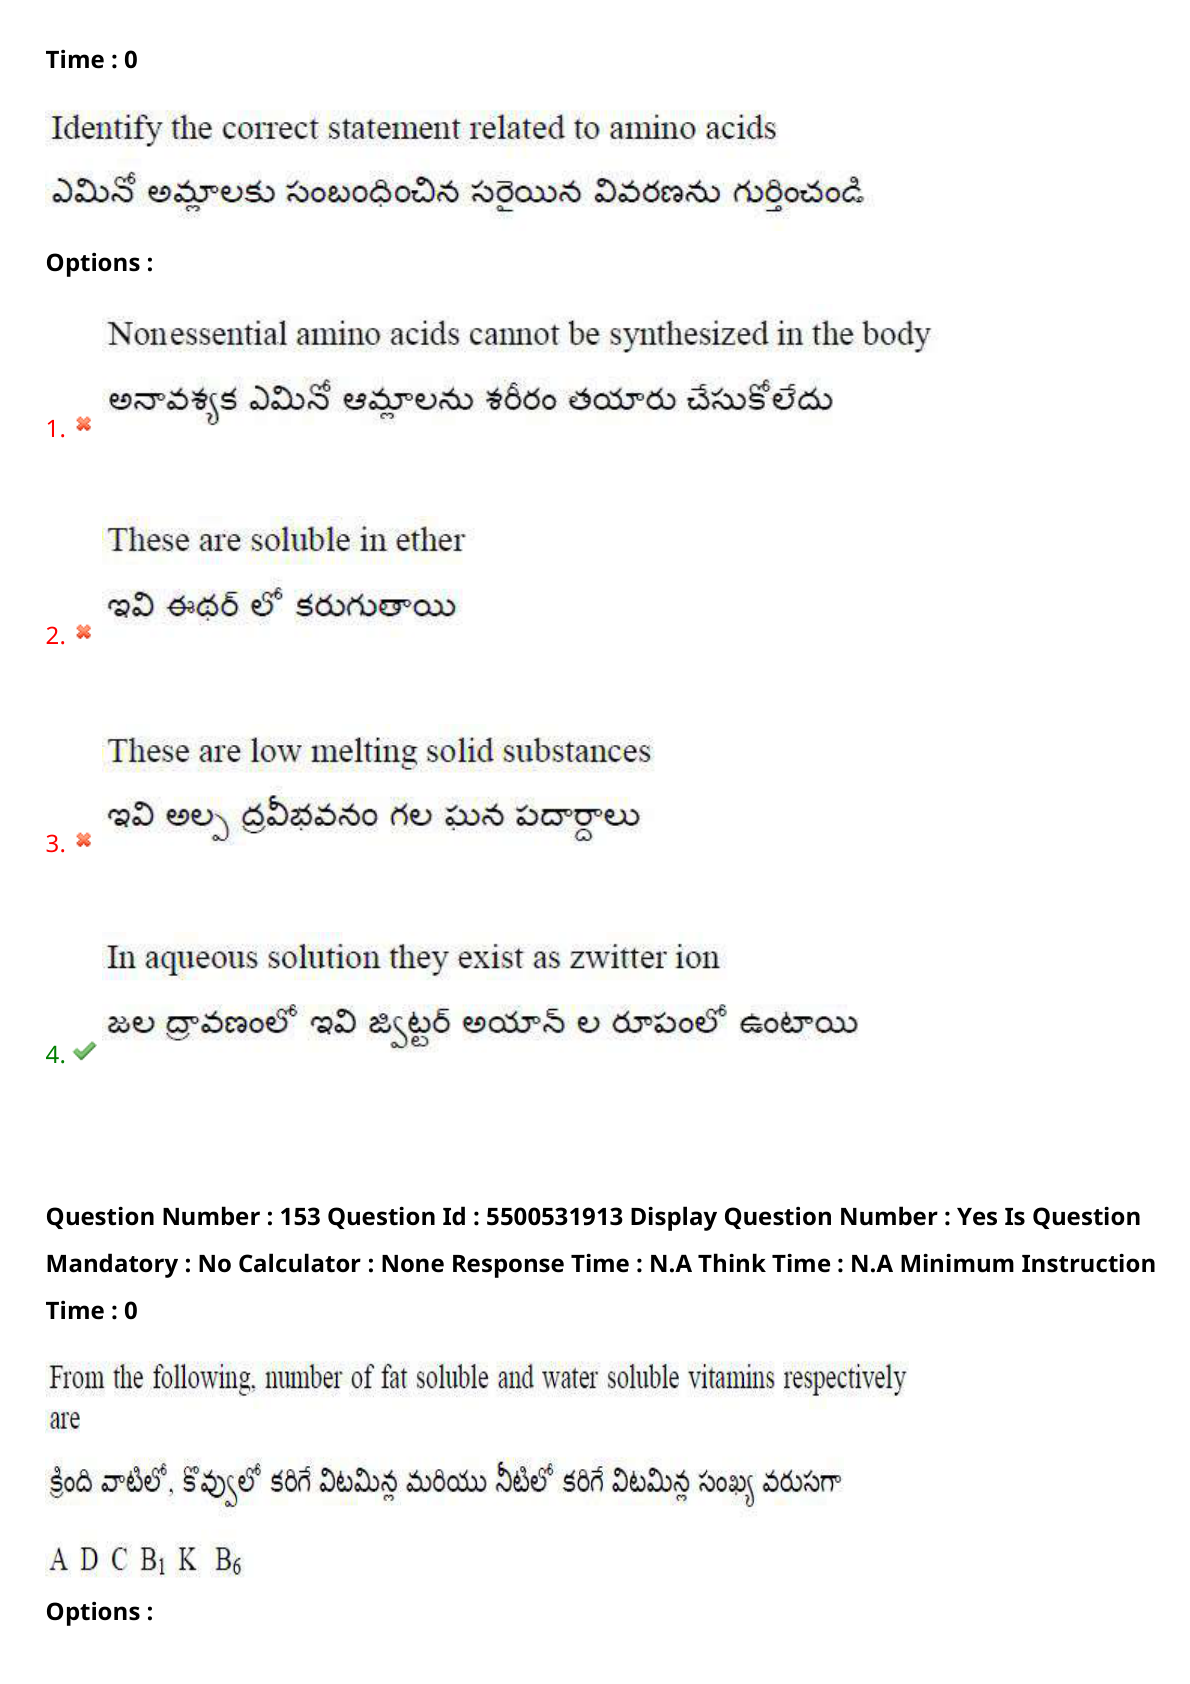 Time : 0
Identify the correct statement related to amino acids
ఎమినో అమ్లాలకు సంబంధించిన సరైయిన వివరణను గుర్తించండి
Options :
Nonessential amino acids cannot be synthesized in the body
అనావశ్యక ఎమినో ఆమ్లాలను శరీరం తయారు చేసుకోలేదు
1.
These are soluble in ether
ఇవి ఈథర్ లో కరుగుతాయి
2.
These are low melting solid substances
ఇవి అల్ప ద్రవీభవనం గల ఘన పదార్ధాలు
3.
In aqueous solution they exist as zwitter ion
జల ద్రావణంలో ఇవి జ్విట్టర్ అయాన్ ల రూపంలో ఉంటాయి
4.
Question Number : 153 Question Id : 5500531913 Display Question Number : Yes Is Question
Mandatory : No Calculator : None Response Time : N.A Think Time : N.A Minimum Instruction
Time : 0
From the following, number of fat soluble and water soluble vitamins respectively
are
క్రింది వాటిలో, కొవ్వులో కరిగే విటమిన్ల మరియు నీటిలో కరిగే విటమిన్ల సంఖ్య వరుసగా
A D C B₁ K B₆
Options :